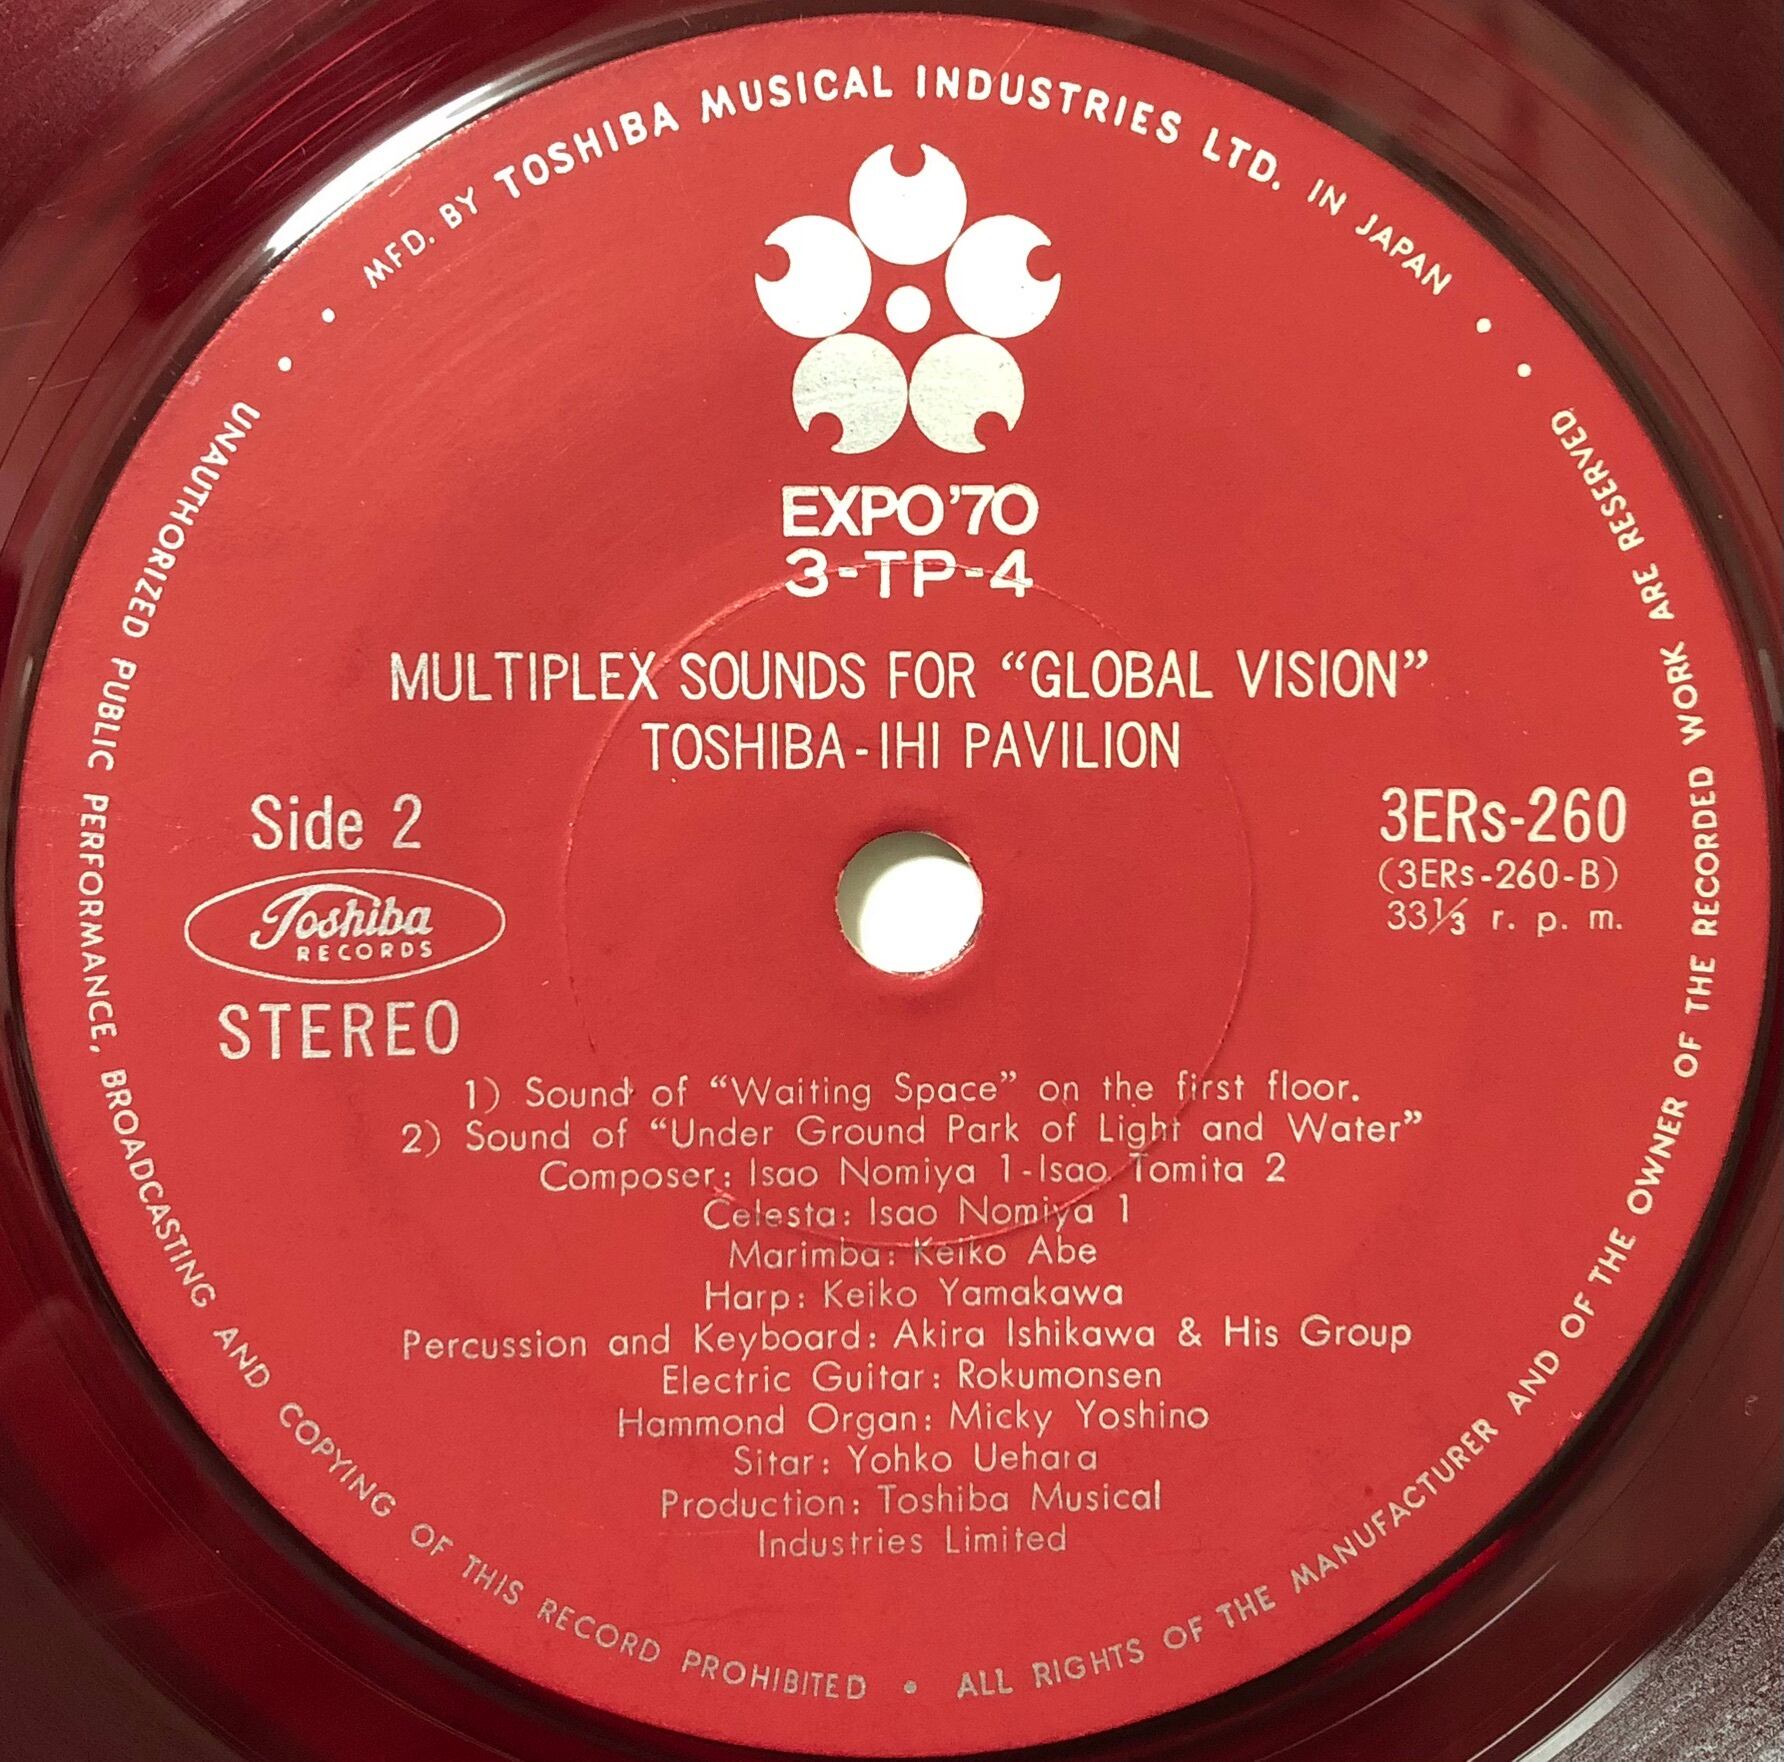 MFD. BY TOSHIBA MUSICAL INDUSTRIES LTD. IN JAPAN
EXPO'70
3-TP-4
MULTIPLEX SOUNDS FOR “GLOBAL VISION”
TOSHIBA-IHI PAVILION
Side 2
Toshiba
RECORDS
STEREO
3ERs-260
(3ERs-260-B)
33⅓ r. p. m.
1) Sound of “Waiting Space” on the first floor.
2) Sound of “Under Ground Park of Light and Water”
Composer: Isao Nomiya 1-Isao Tomita 2
Celesta: Isao Nomiya 1
Marimba: Keiko Abe
Harp: Keiko Yamakawa
Percussion and Keyboard: Akira Ishikawa & His Group
Electric Guitar: Rokumonsen
Hammond Organ: Micky Yoshino
Sitar: Yohko Uehara
Production: Toshiba Musical
Industries Limited
UNAUTHORIZED PUBLIC PERFORMANCE, BROADCASTING AND COPYING OF THIS RECORD PROHIBITED • ALL RIGHTS OF THE MANUFACTURER AND OF THE OWNER OF THE RECORDED WORK ARE RESERVED